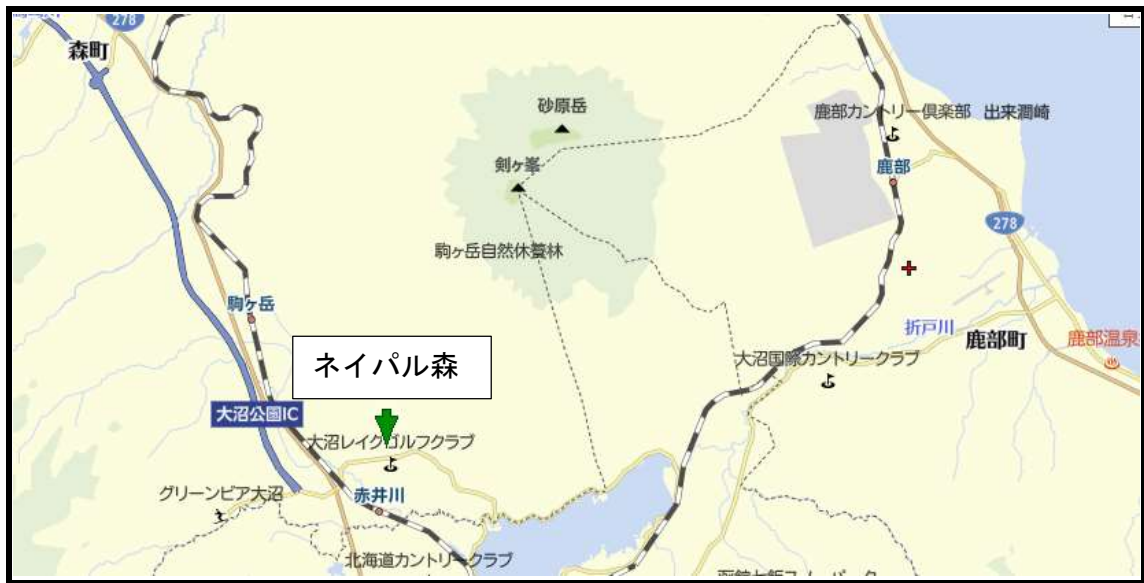 278
森町
砂原岳
鹿部カントリー倶楽部
出来澗崎
剣ヶ峯
鹿部
278
駒ヶ岳自然休養林
駒ヶ岳
折戸川
鹿部町
鹿部温泉
ネイパル森
大沼国際カントリークラブ
大沼公園IC
大沼レイクゴルフクラブ
グリーンピア大沼
赤井川
北海道カントリークラブ